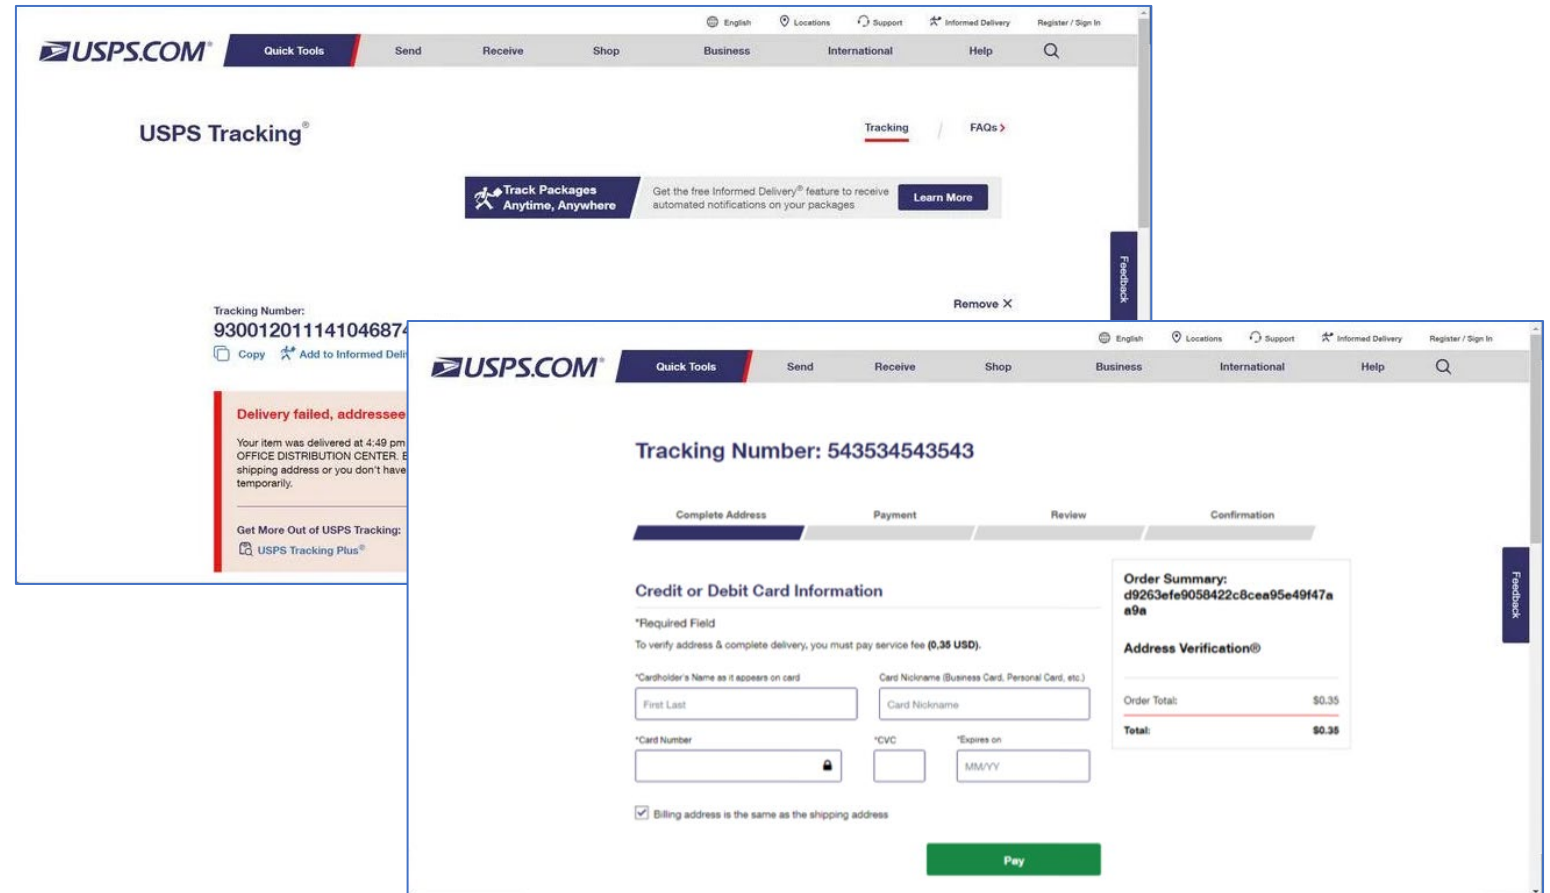 English Locations Support Informed Delivery Register / Sign In
USPS.COM® Quick Tools Send Receive Shop Business International Help
USPS Tracking®
Tracking / FAQs
Track Packages
Anytime, Anywhere
Get the free Informed Delivery® feature to receive
automated notifications on your packages
Learn More
Feedback
Tracking Number:
Remove X
930012011141046874
Copy Add to Informed Deli
Delivery failed, addressee
Your item was delivered at 4:49 pm
OFFICE DISTRIBUTION CENTER.
shipping address or you don't have
temporarily.
Get More Out of USPS Tracking:
USPS Tracking Plus®
English Locations Support Informed Delivery Register / Sign In
USPS.COM® Quick Tools Send Receive Shop Business International Help
Tracking Number: 543534543543
Complete Address Payment Review Confirmation
Credit or Debit Card Information
*Required Field
To verify address & complete delivery, you must pay service fee (0,35 USD).
*Cardholder's Name as it appears on card Card Nickname (Business Card, Personal Card, etc.)
First Last Card Nickname
*Card Number *CVC *Expires on
MM/YY
Billing address is the same as the shipping address
Pay
Order Summary:
d9263efe9058422c8cea95e49f47a
a9a
Address Verification®
Order Total: $0.35
Total: $0.35
Feedback